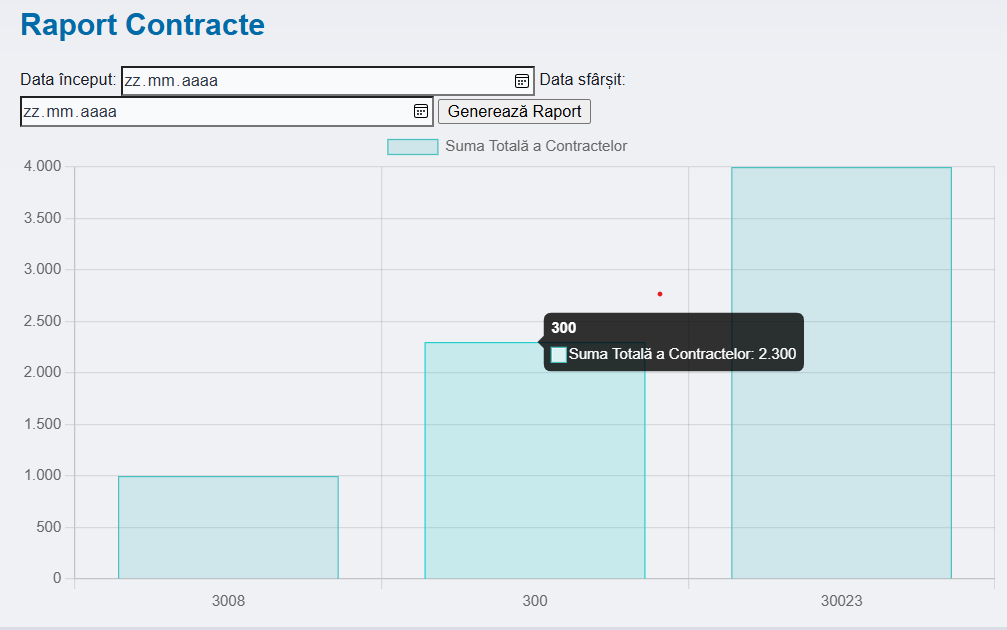 Raport Contracte
Data început: zz.mm.aaaa Data sfârșit:
zz.mm.aaaa Generează Raport
Suma Totală a Contractelor
4.000
3.500
3.000
2.500
300
Suma Totală a Contractelor: 2.300
2.000
1.500
1.000
500
0
3008 300 30023